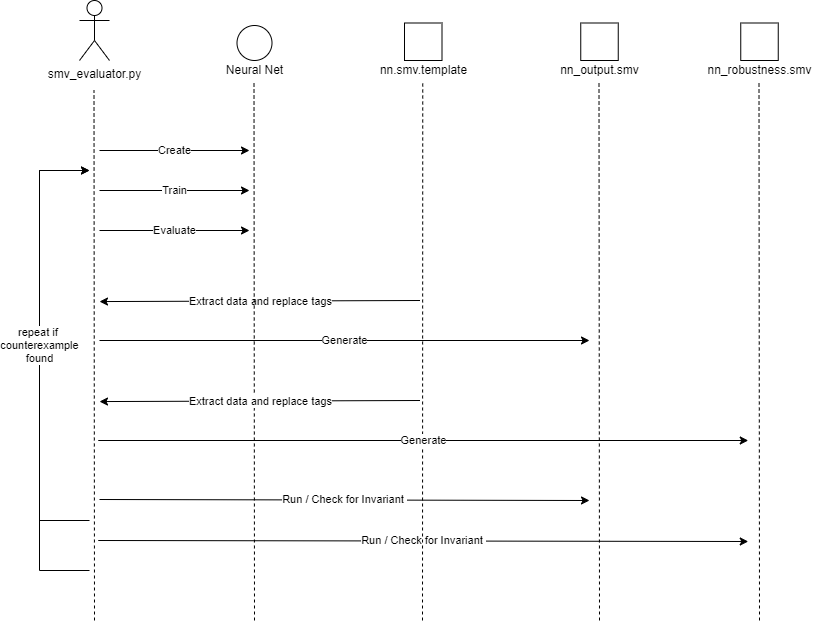 smv_evaluator.py
Neural Net
nn.smv.template
nn_output.smv
nn_robustness.smv
Create
Train
Evaluate
Extract data and replace tags
repeat if
counterexample
found
Generate
Extract data and replace tags
Generate
Run / Check for Invariant
Run / Check for Invariant